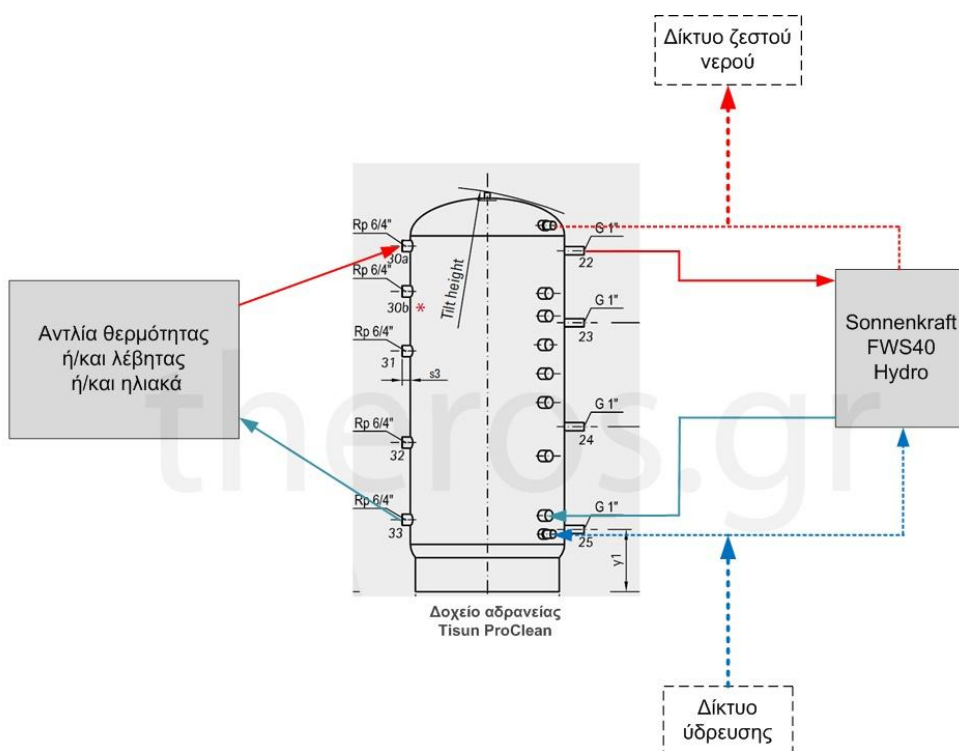 Δίκτυο ζεστού
νερού
Rp 6/4"
30a
Rp 6/4"
30b *
Rp 6/4"
31
s3
Rp 6/4"
32
Rp 6/4"
33
Tilt height
G 1"
22
G 1"
23
G 1"
24
G 1"
25
y1
Αντλία θερμότητας
ή/και λέβητας
ή/και ηλιακά
Sonnenkraft
FWS40
Hydro
theros.gr
Δοχείο αδρανείας
Tisun ProClean
Δίκτυο
ύδρευσης